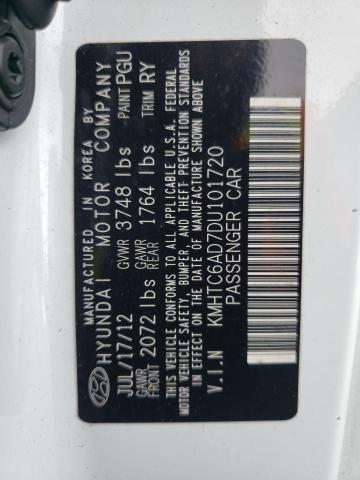 MANUFACTURED IN KOREA BY
HYUNDAI MOTOR COMPANY
JUL/17/12 GVWR 3748 lbs PAINT PGU
GAWR FRONT 2072 lbs GAWR REAR 1764 lbs TRIM RY
THIS VEHICLE CONFORMS TO ALL APPLICABLE U.S.A. FEDERAL
MOTOR VEHICLE SAFETY, BUMPER, AND THEFT PREVENTION STANDARDS
IN EFFECT ON THE DATE OF MANUFACTURE SHOWN ABOVE
V.I.N KMHTC6AD7DU101720
PASSENGER CAR